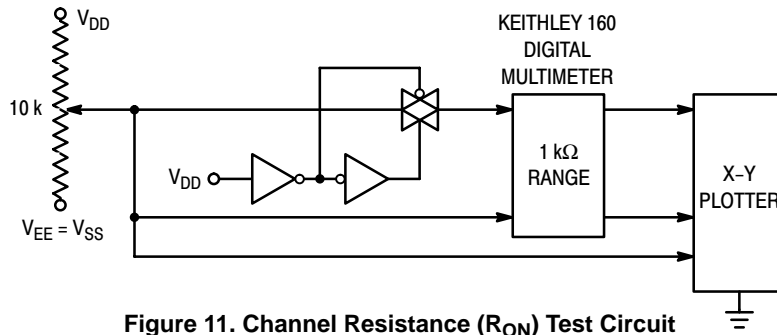 V_DD
KEITHLEY 160
DIGITAL
MULTIMETER
10 k
1 kΩ
RANGE
X–Y
PLOTTER
V_DD
V_EE = V_SS
Figure 11. Channel Resistance (R_ON) Test Circuit